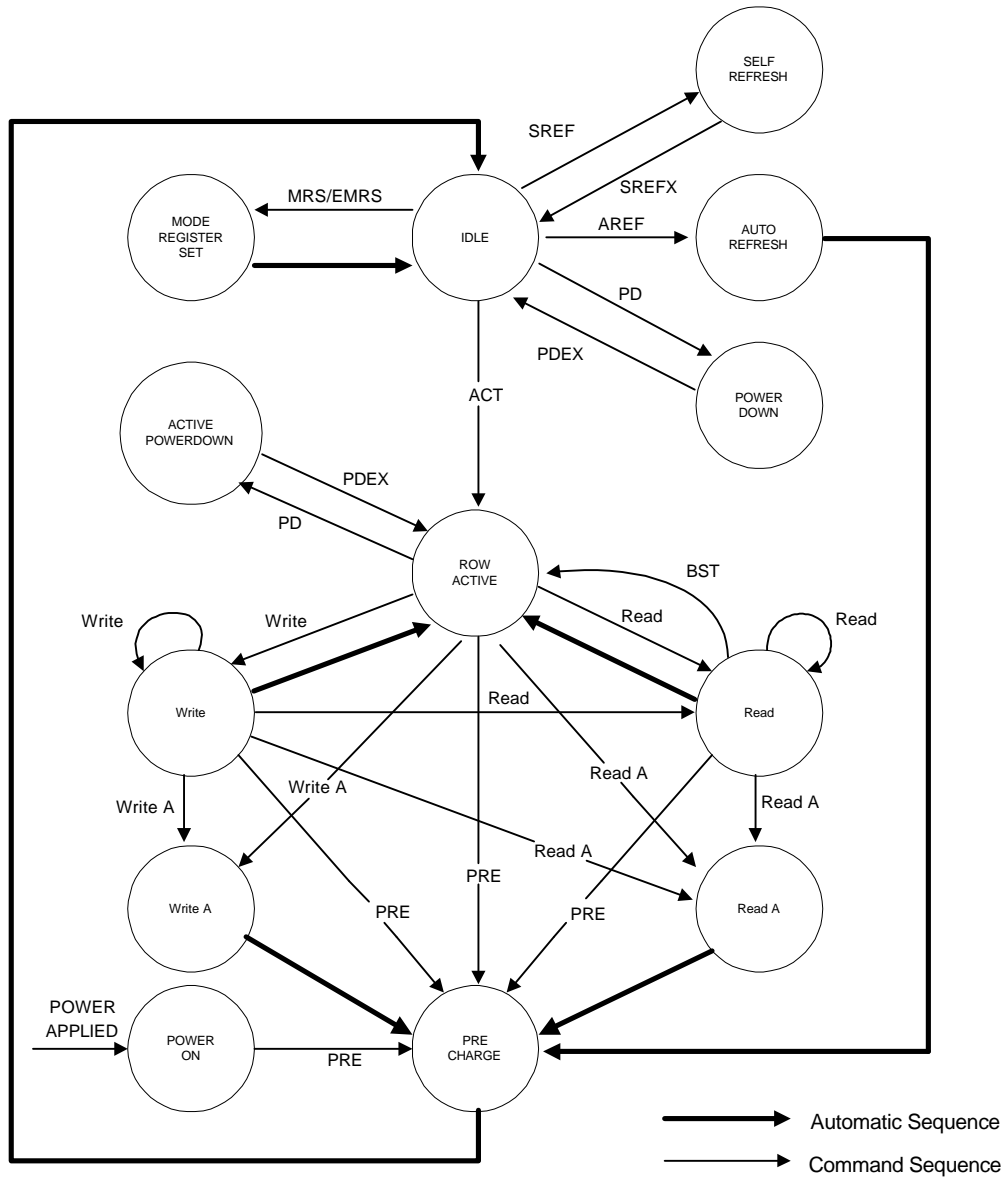 SELF
REFRESH
SREF
SREFX
MRS/EMRS
MODE
REGISTER
SET
IDLE
AREF
AUTO
REFRESH
PD
PDEX
POWER
DOWN
ACT
ACTIVE
POWERDOWN
PDEX
PD
ROW
ACTIVE
BST
Write
Write
Read
Read
Write
Read
Read
Write A
Write A
Read A
Read A
Read A
Write A
PRE
PRE
PRE
Read A
POWER
APPLIED
POWER
ON
PRE
PRE
CHARGE
Automatic Sequence
Command Sequence